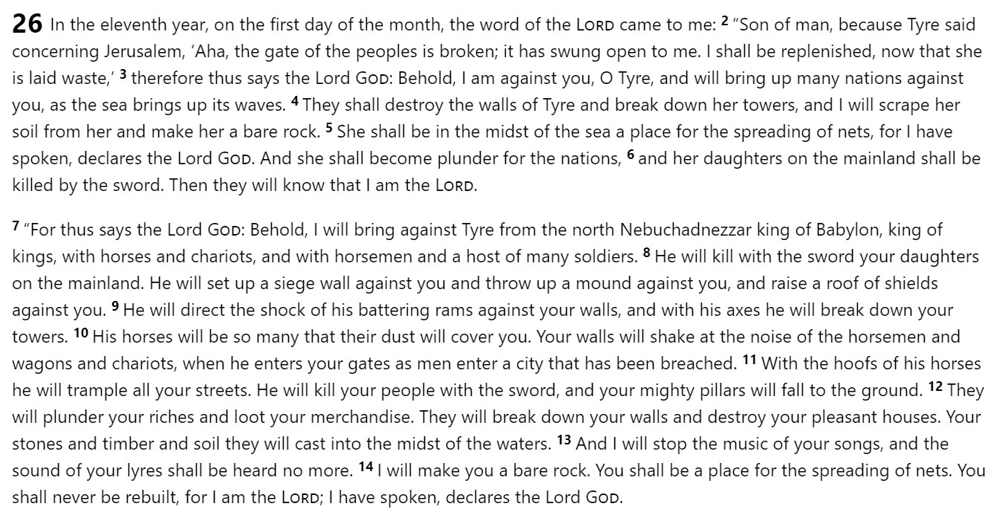 26 In the eleventh year, on the first day of the month, the word of the LORD came to me: 2 “Son of man, because Tyre said
concerning Jerusalem, ‘Aha, the gate of the peoples is broken; it has swung open to me. I shall be replenished, now that she
is laid waste,’ 3 therefore thus says the Lord GOD: Behold, I am against you, O Tyre, and will bring up many nations against
you, as the sea brings up its waves. 4 They shall destroy the walls of Tyre and break down her towers, and I will scrape her
soil from her and make her a bare rock. 5 She shall be in the midst of the sea a place for the spreading of nets, for I have
spoken, declares the Lord GOD. And she shall become plunder for the nations, 6 and her daughters on the mainland shall be
killed by the sword. Then they will know that I am the LORD.
7 “For thus says the Lord GOD: Behold, I will bring against Tyre from the north Nebuchadnezzar king of Babylon, king of
kings, with horses and chariots, and with horsemen and a host of many soldiers. 8 He will kill with the sword your daughters
on the mainland. He will set up a siege wall against you and throw up a mound against you, and raise a roof of shields
against you. 9 He will direct the shock of his battering rams against your walls, and with his axes he will break down your
towers. 10 His horses will be so many that their dust will cover you. Your walls will shake at the noise of the horsemen and
wagons and chariots, when he enters your gates as men enter a city that has been breached. 11 With the hoofs of his horses
he will trample all your streets. He will kill your people with the sword, and your mighty pillars will fall to the ground. 12 They
will plunder your riches and loot your merchandise. They will break down your walls and destroy your pleasant houses. Your
stones and timber and soil they will cast into the midst of the waters. 13 And I will stop the music of your songs, and the
sound of your lyres shall be heard no more. 14 I will make you a bare rock. You shall be a place for the spreading of nets. You
shall never be rebuilt, for I am the LORD; I have spoken, declares the Lord GOD.